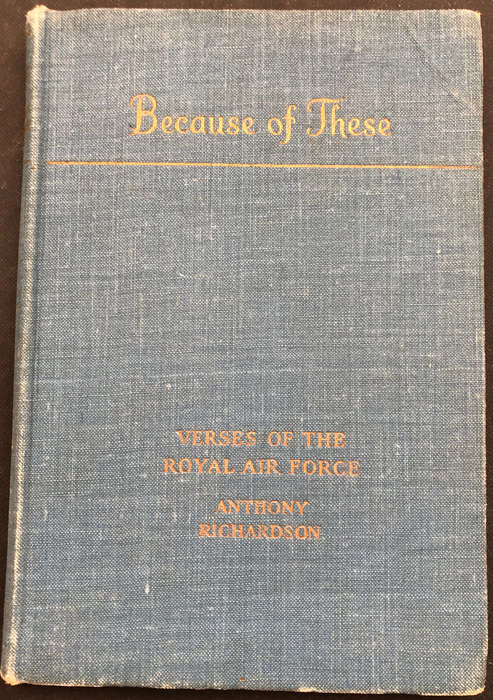 Because of These
VERSES OF THE
ROYAL AIR FORCE
ANTHONY
RICHARDSON